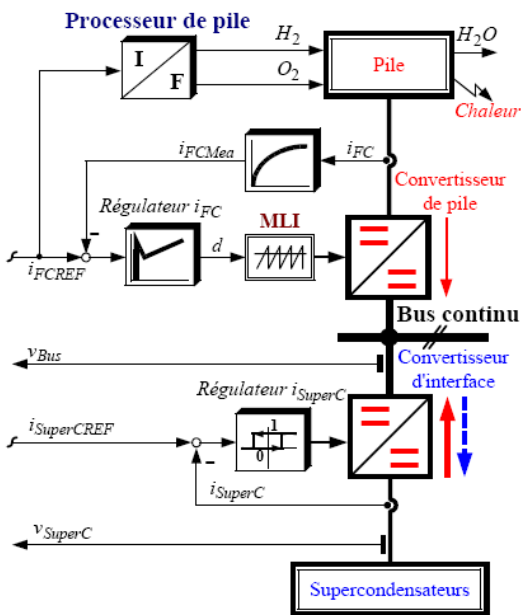 Processeur de pile
H2
H2O
I
F
O2
Pile
Chaleur
iFCMea
iFC
Régulateur iFC
MLI
Convertisseur
de pile
d
iFCREF
Bus continu
vBus
Convertisseur
d'interface
Régulateur iSuperC
iSuperCREF
1
0
iSuperC
vSuperC
Supercondensateurs